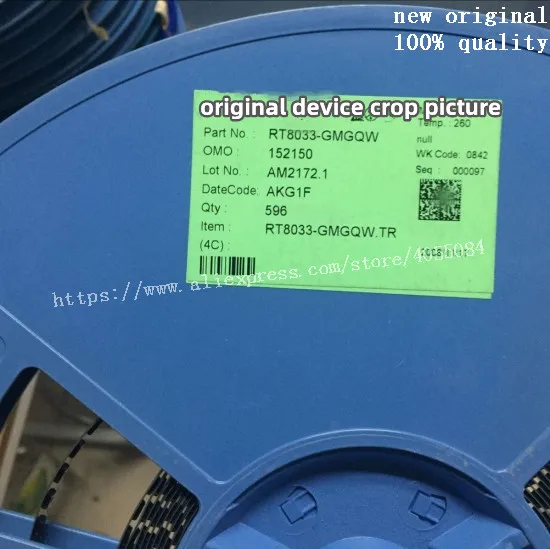 new original
100% quality
original device crop picture
Temp. 260
Part No. : RT8033-GMGQW
null
OMO : 152150
WK Code: 0842
Lot No. : AM2172.1
Seq : 000097
DateCode: AKG1F
Qty : 596
Item : RT8033-GMGQW.TR
(4C) :
https://www.aliexpress.com/store/4085084